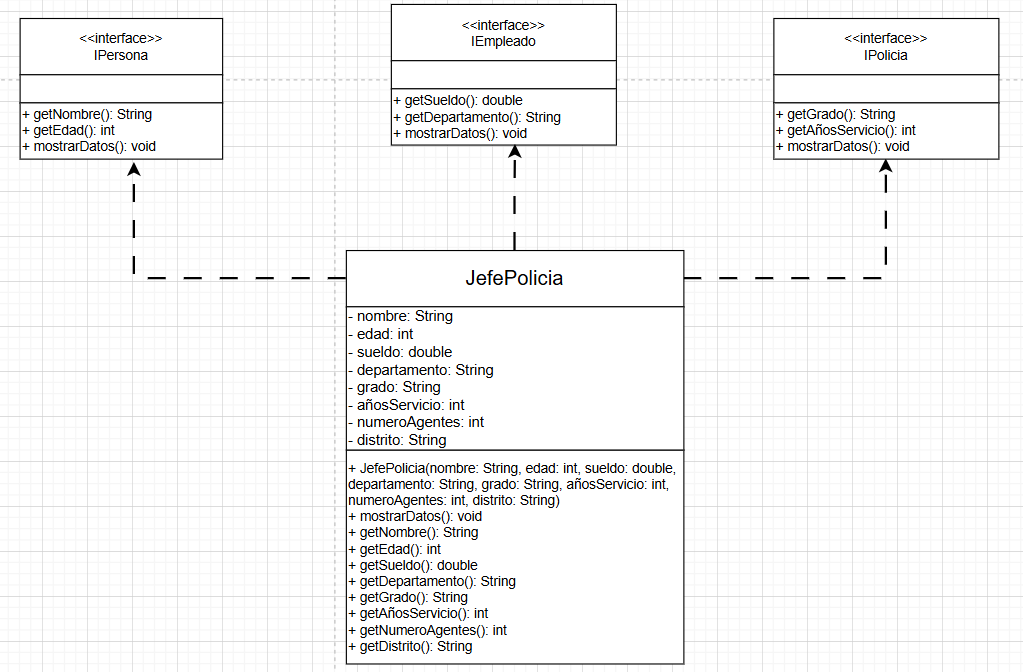 <<interface>>
IPersona
+ getNombre(): String
+ getEdad(): int
+ mostrarDatos(): void
<<interface>>
IEmpleado
+ getSueldo(): double
+ getDepartamento(): String
+ mostrarDatos(): void
<<interface>>
IPolicia
+ getGrado(): String
+ getAñosServicio(): int
+ mostrarDatos(): void
JefePolicia
- nombre: String
- edad: int
- sueldo: double
- departamento: String
- grado: String
- añosServicio: int
- numeroAgentes: int
- distrito: String
+ JefePolicia(nombre: String, edad: int, sueldo: double,
departamento: String, grado: String, añosServicio: int,
numeroAgentes: int, distrito: String)
+ mostrarDatos(): void
+ getNombre(): String
+ getEdad(): int
+ getSueldo(): double
+ getDepartamento(): String
+ getGrado(): String
+ getAñosServicio(): int
+ getNumeroAgentes(): int
+ getDistrito(): String